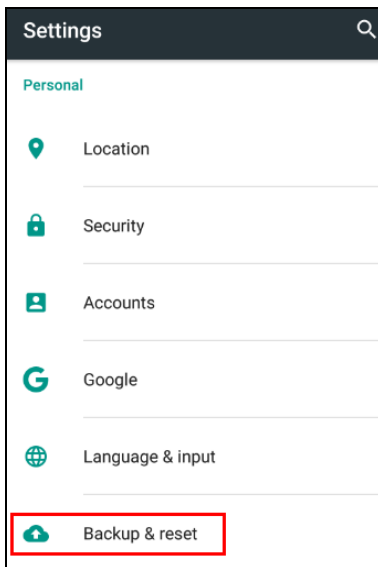 Settings
Personal
Location
Security
Accounts
Google
Language & input
Backup & reset